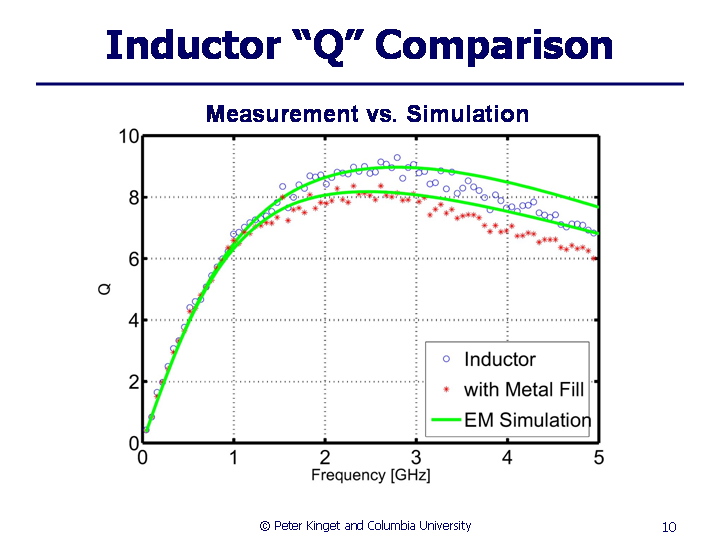 Inductor “Q” Comparison
Measurement vs. Simulation
10
8
6
4
2
0
Q
0 1 2 3 4 5
Frequency [GHz]
Inductor
with Metal Fill
EM Simulation
© Peter Kinget and Columbia University
10